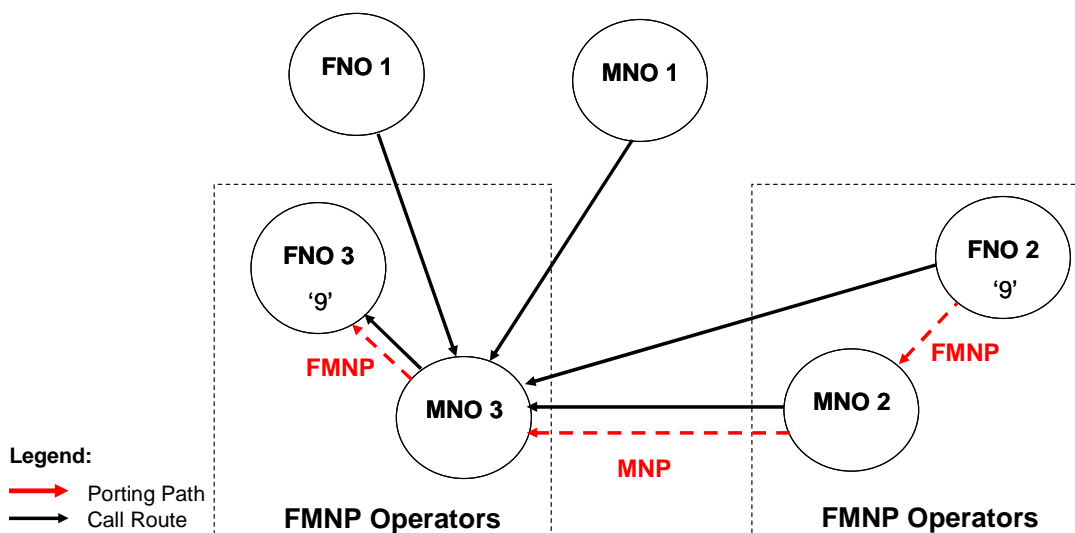 FNO 1
MNO 1
FNO 3
'9'
FNO 2
'9'
FMNP
FMNP
MNO 3
MNO 2
MNP
Legend:
Porting Path
Call Route
FMNP Operators
FMNP Operators